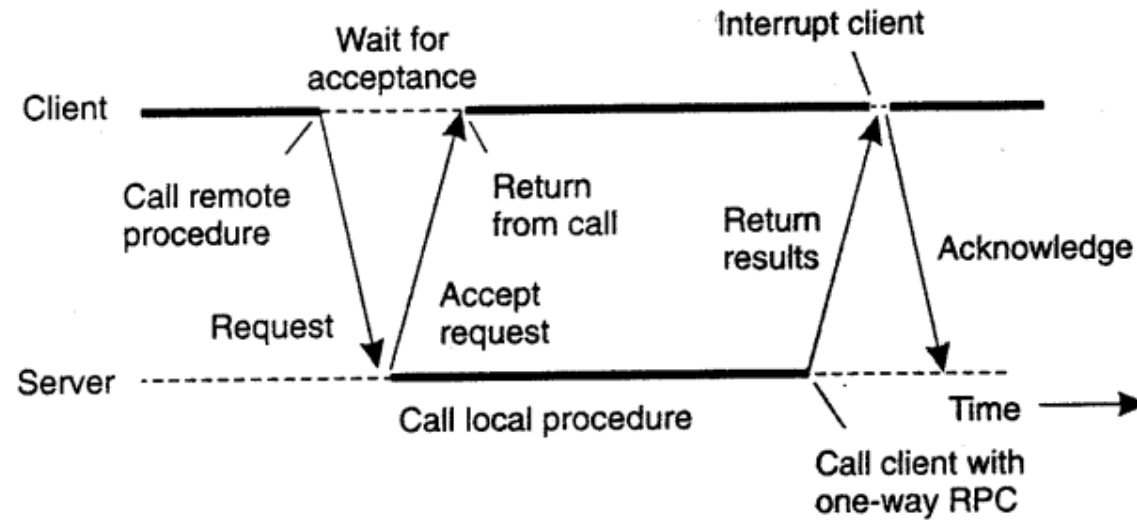 Wait for
acceptance
Interrupt client
Client
Call remote
procedure
Return
from call
Return
results
Acknowledge
Request
Accept
request
Server
Call local procedure
Time
Call client with
one-way RPC